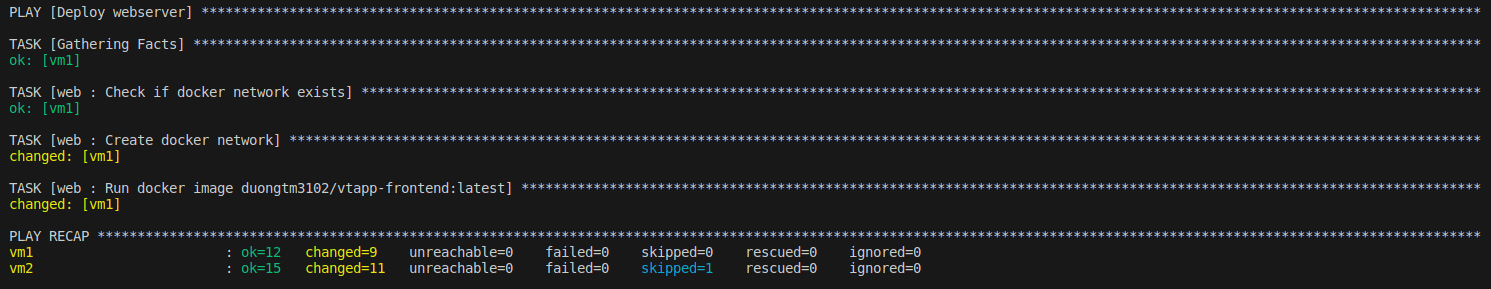 PLAY [Deploy webserver] ****************************************************************************************************************************************************************
TASK [Gathering Facts] *****************************************************************************************************************************************************************
ok: [vm1]
TASK [web : Check if docker network exists] ********************************************************************************************************************************************
ok: [vm1]
TASK [web : Create docker network] *****************************************************************************************************************************************************
changed: [vm1]
TASK [web : Run docker image duongtm3102/vtapp-frontend:latest] ************************************************************************************************************************
changed: [vm1]
PLAY RECAP *****************************************************************************************************************************************************************************
vm1                        : ok=12   changed=9    unreachable=0    failed=0    skipped=0    rescued=0    ignored=0
vm2                        : ok=15   changed=11   unreachable=0    failed=0    skipped=1    rescued=0    ignored=0